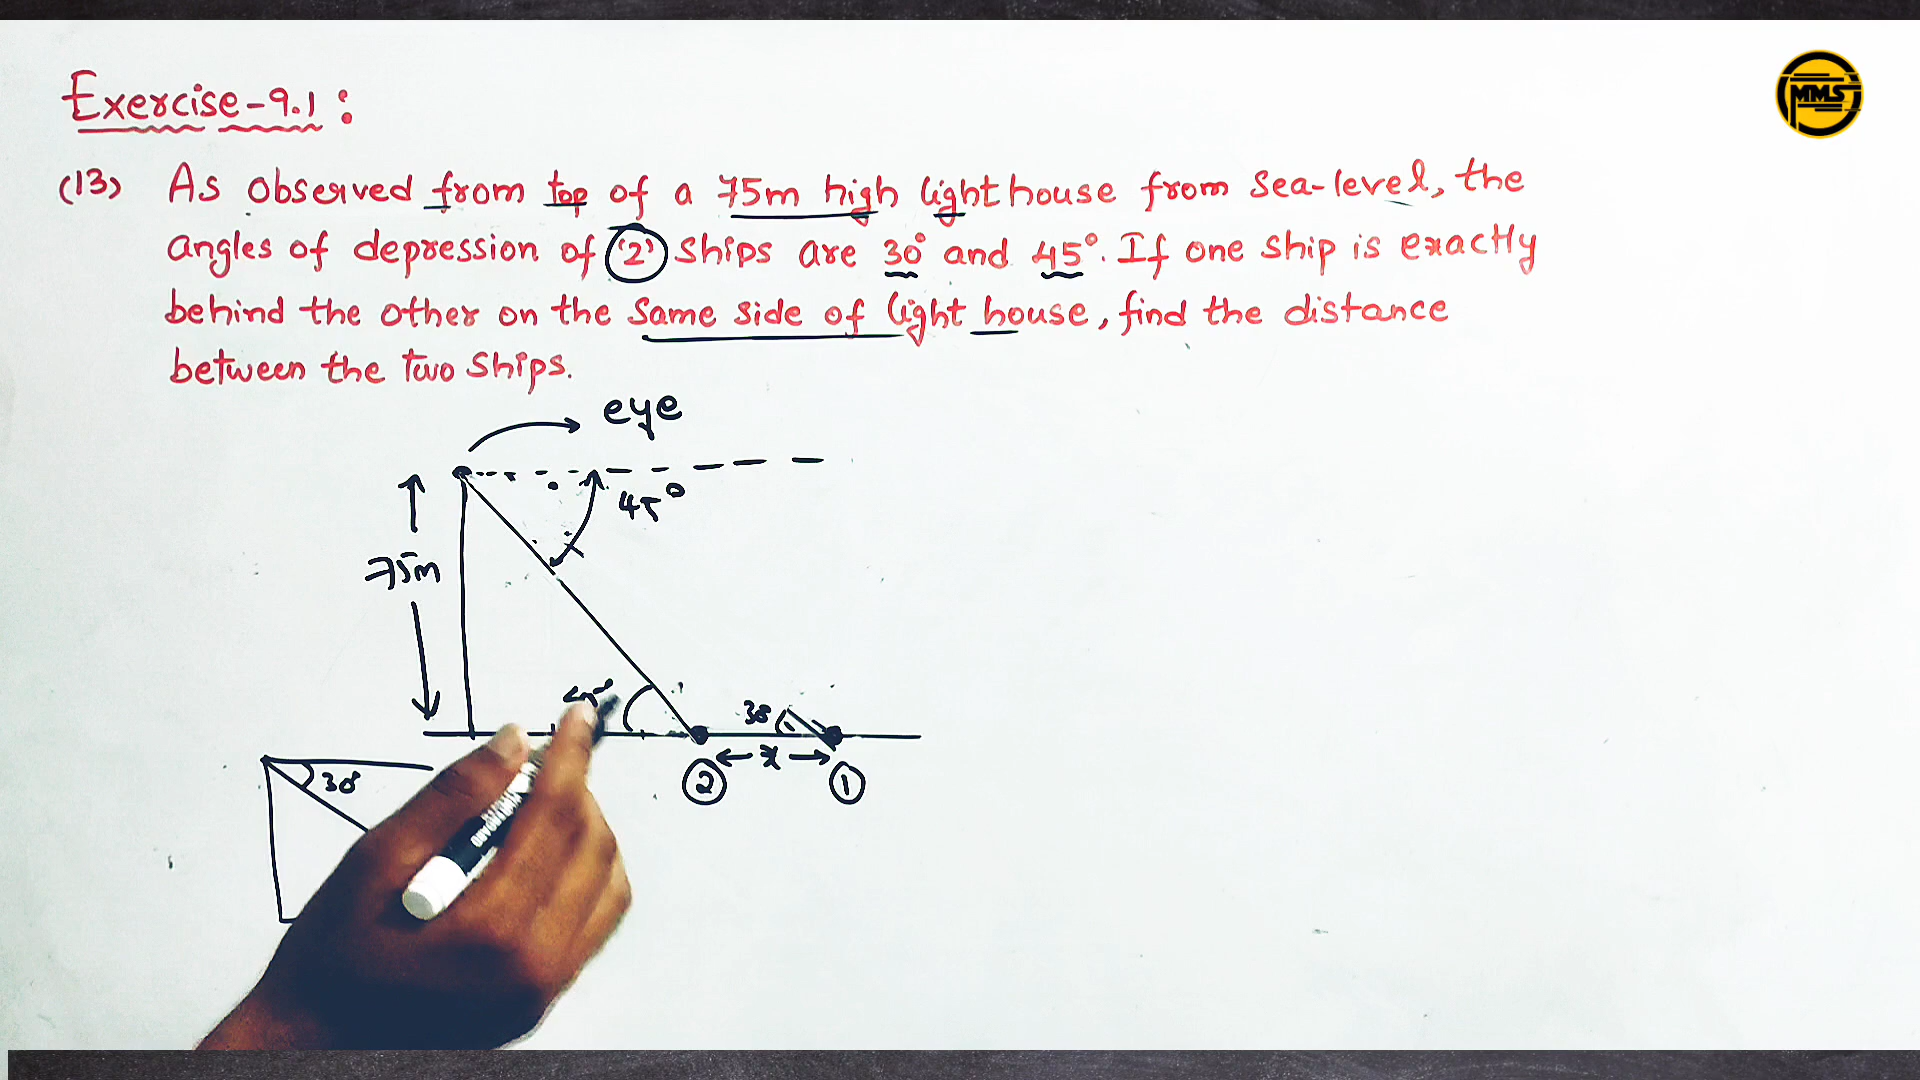 Exercise-9.1:
(13) As observed from top of a 75m high light house from sea-level, the
angles of depression of '2' ships are 30° and 45°. If one ship is exactly
behind the other on the same side of light house, find the distance
between the two ships.
eye
45°
75m
30°
x
2
1
30°
MMS